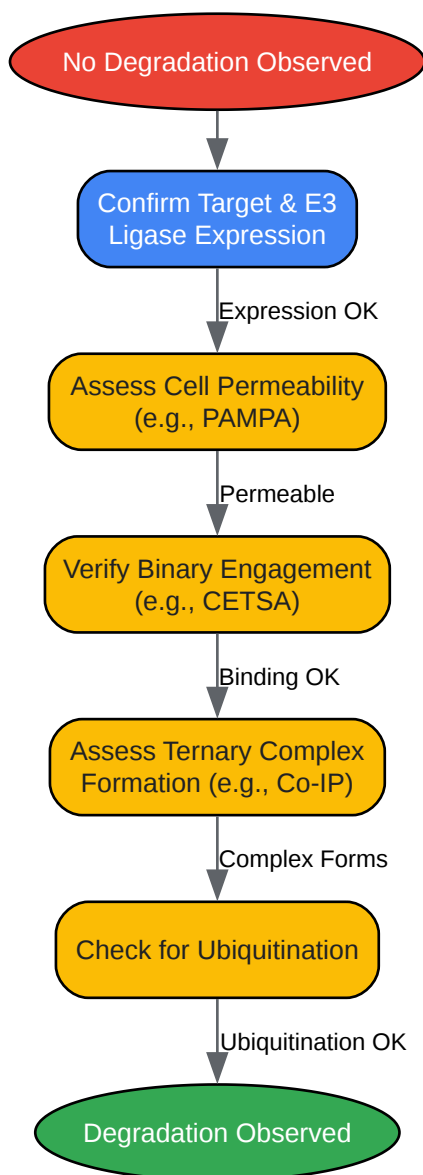 No Degradation Observed
Confirm Target & E3
Ligase Expression
Expression OK
Assess Cell Permeability
(e.g., PAMPA)
Permeable
Verify Binary Engagement
(e.g., CETSA)
Binding OK
Assess Ternary Complex
Formation (e.g., Co-IP)
Complex Forms
Check for Ubiquitination
Ubiquitination OK
Degradation Observed